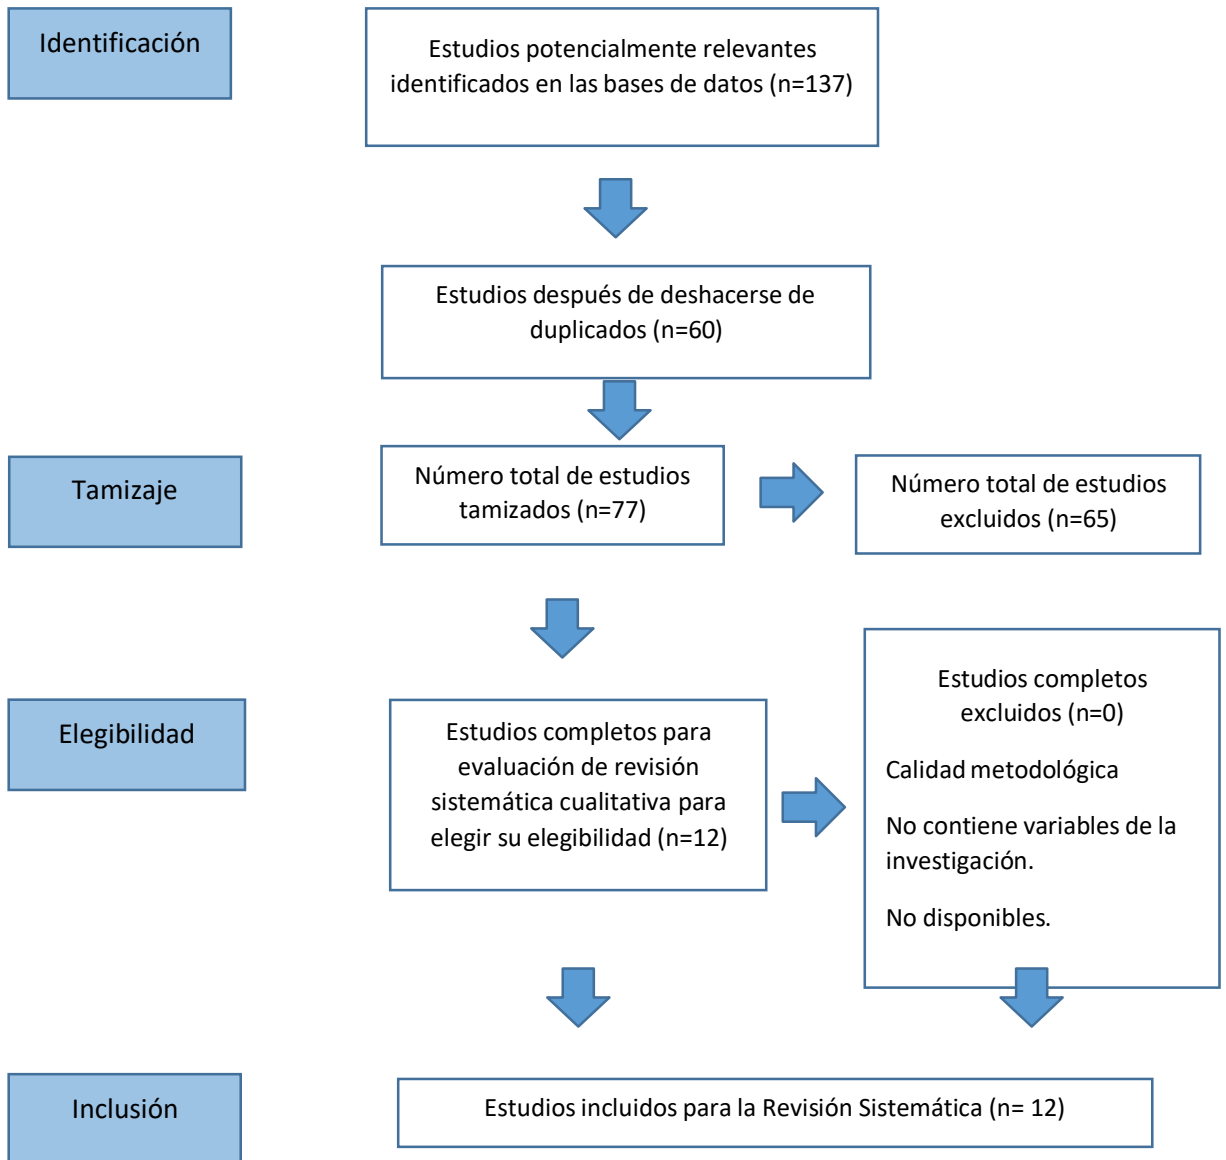 Identificación
Estudios potencialmente relevantes
identificados en las bases de datos (n=137)
Estudios después de deshacerse de
duplicados (n=60)
Tamizaje
Número total de estudios
tamizados (n=77)
Número total de estudios
excluidos (n=65)
Elegibilidad
Estudios completos para
evaluación de revisión
sistemática cualitativa para
elegir su elegibilidad (n=12)
Estudios completos
excluidos (n=0)
Calidad metodológica
No contiene variables de la
investigación.
No disponibles.
Inclusión
Estudios incluidos para la Revisión Sistemática (n= 12)